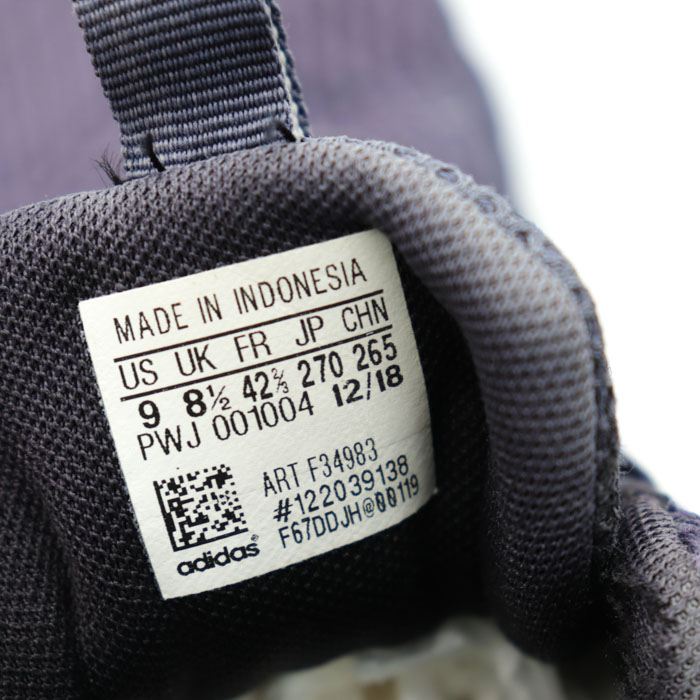 MADE IN INDONESIA
US UK FR JP CHN
9 8½ 42⅔ 270 265
PWJ 001004 12/18
ART F34983
#122039138
F67DDJH@00119
adidas